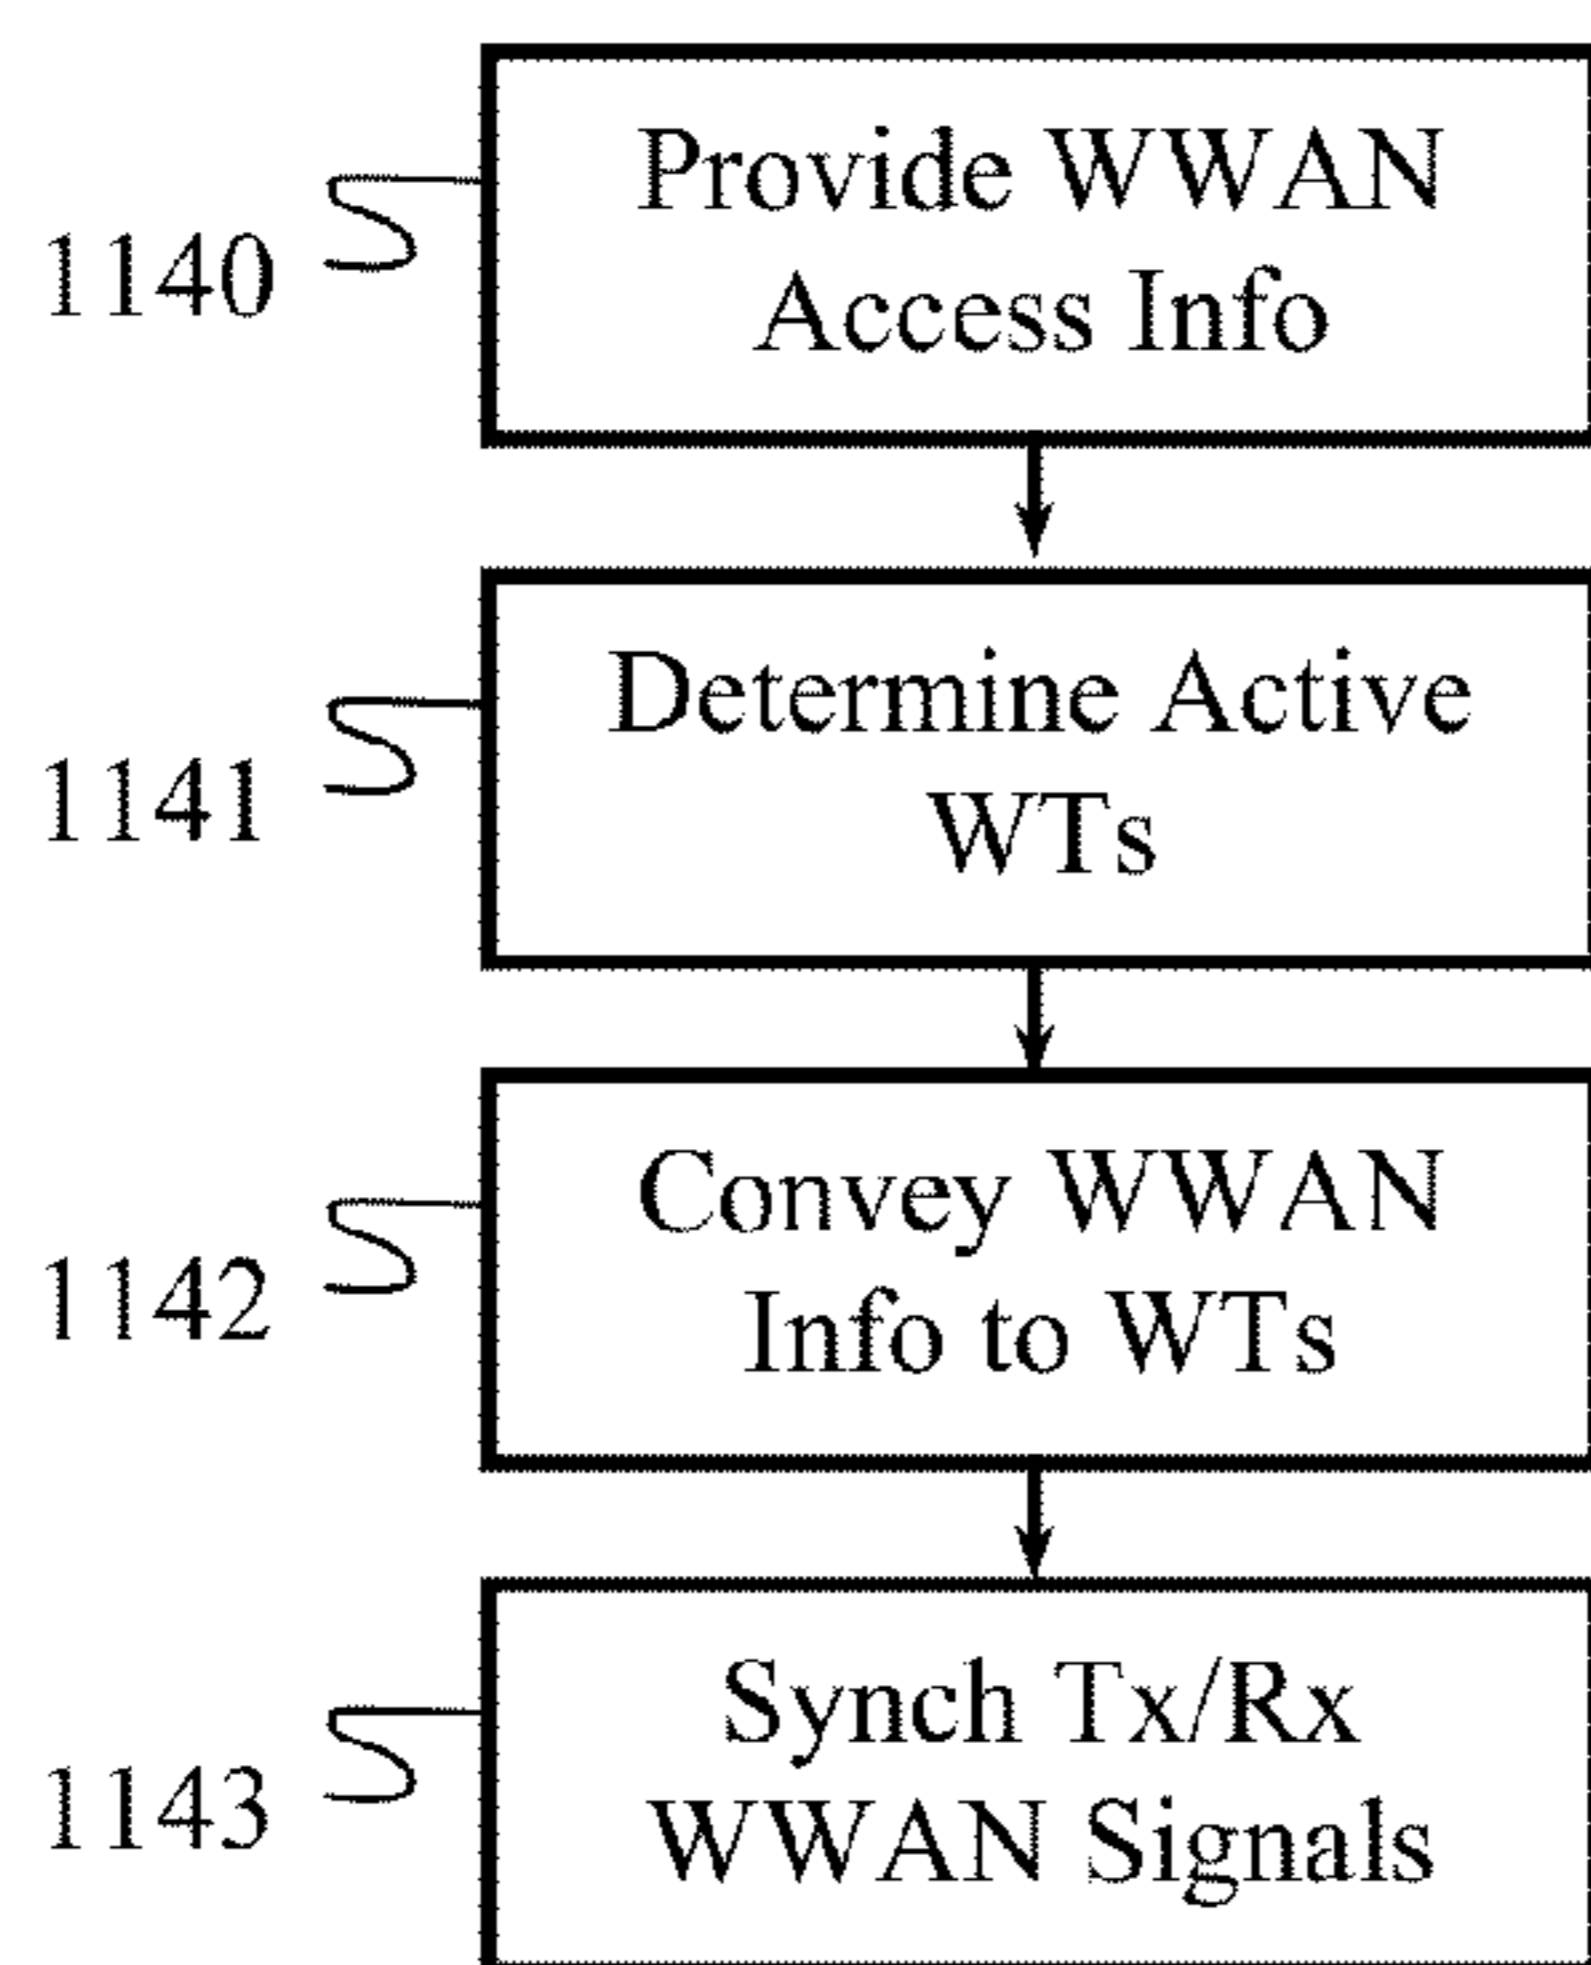 Provide WWAN
Access Info
1140
Determine Active
WTs
1141
Convey WWAN
Info to WTs
1142
Synch Tx/Rx
WWAN Signals
1143